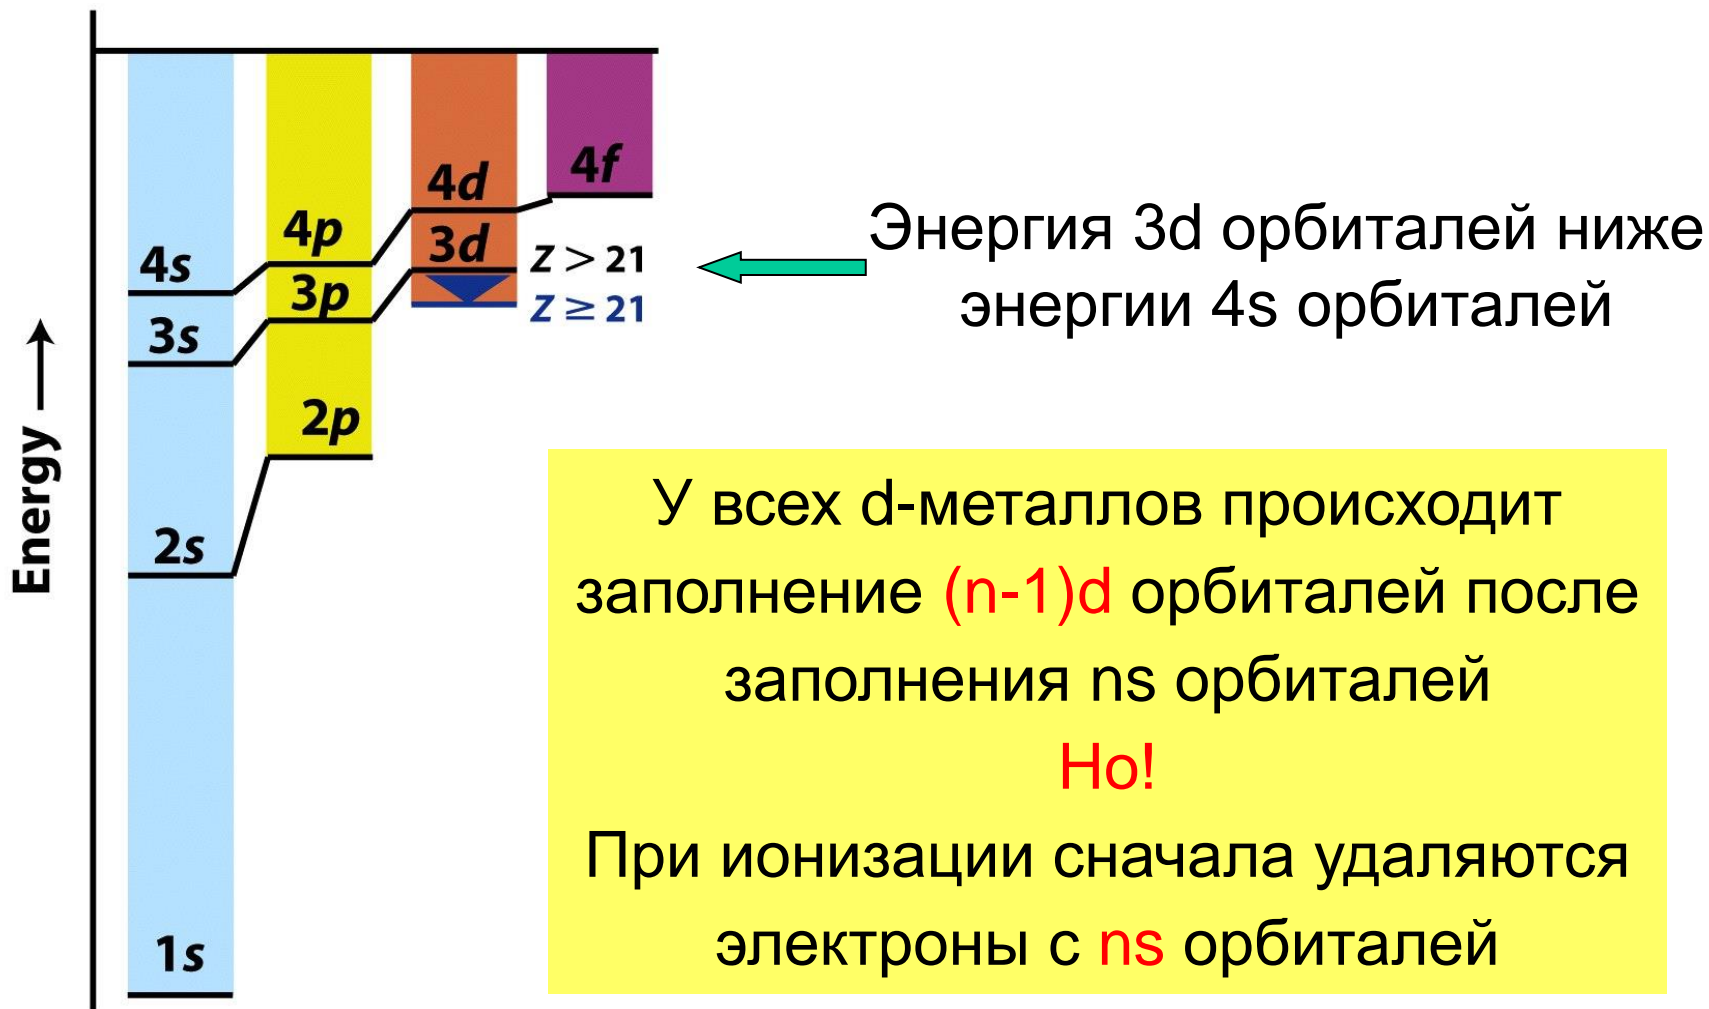 4f
4d
4p
3d
4s
Z > 21
3p
Z ≥ 21
3s
2p
2s
1s
Energy →
Энергия 3d орбиталей ниже
энергии 4s орбиталей
У всех d-металлов происходит
заполнение (n-1)d орбиталей после
заполнения ns орбиталей
Но!
При ионизации сначала удаляются
электроны с ns орбиталей